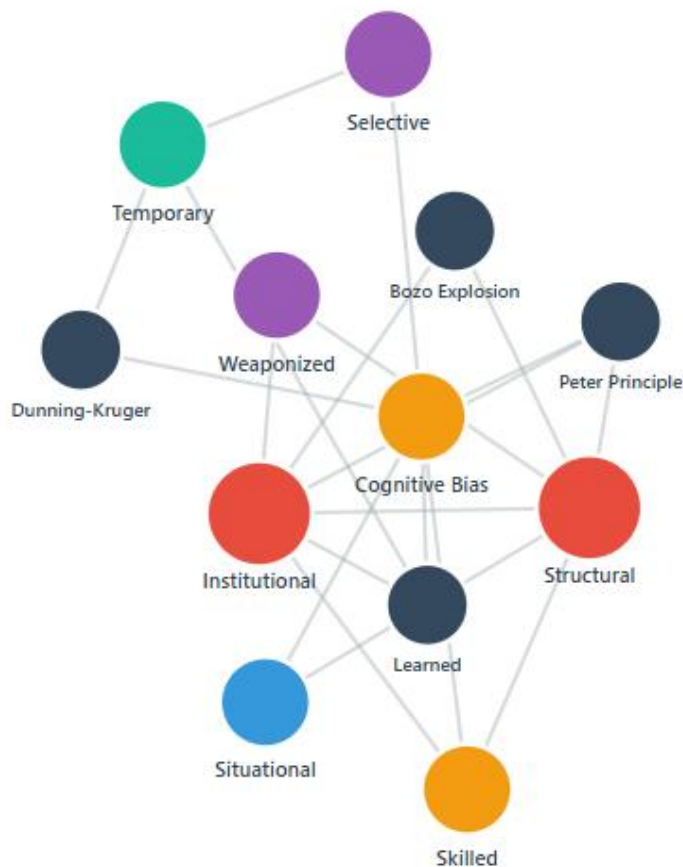 Selective
Temporary
Bozo Explosion
Weaponized
Peter Principle
Dunning-Kruger
Cognitive Bias
Institutional
Structural
Learned
Situational
Skilled